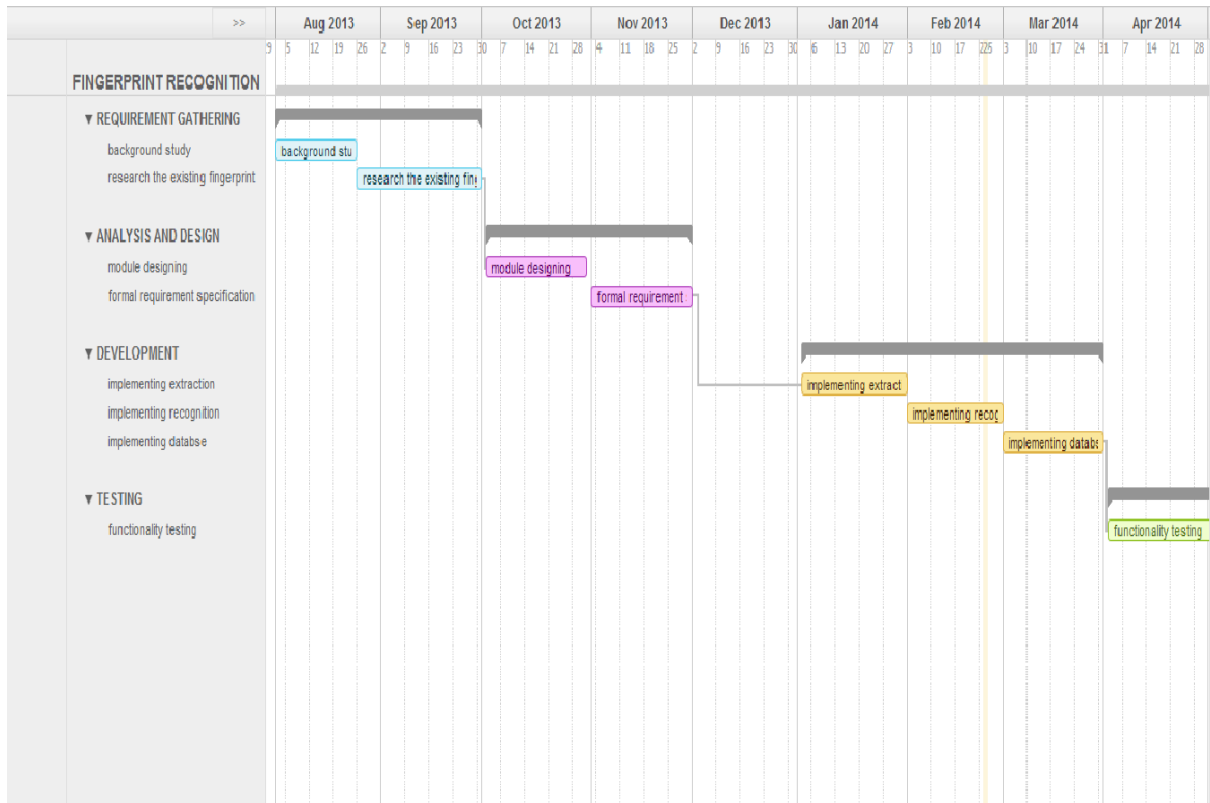 >> Aug 2013 Sep 2013 Oct 2013 Nov 2013 Dec 2013 Jan 2014 Feb 2014 Mar 2014 Apr 2014
9 5 12 19 26 2 9 16 23 30 7 14 21 28 4 11 18 25 2 9 16 23 30 6 13 20 27 3 10 17 225 3 10 17 24 31 7 14 21 28
FINGERPRINT RECOGNITION
▼ REQUIREMENT GATHERING
background study background stu
research the existing fingerprint research the existing fing
▼ ANALYSIS AND DESIGN
module designing module designing
formal requirement specification formal requirement
▼ DEVELOPMENT
implementing extraction implementing extract
implementing recognition implementing recog
implementing databse implementing databs
▼ TESTING
functionality testing functionality testing